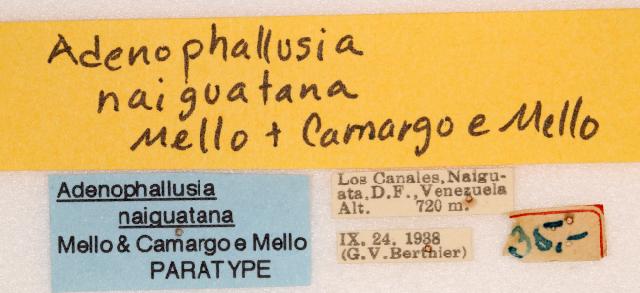 Adenophallusia
naiguatana
Mello + Camargo e Mello
Adenophallusia
naiguatana
Mello & Camargo e Mello
PARATYPE
Los Canales, Naigu-
ata, D.F., Venezuela
Alt. 720 m.
IX. 24. 1938
(G.V. Berthier)
36,-